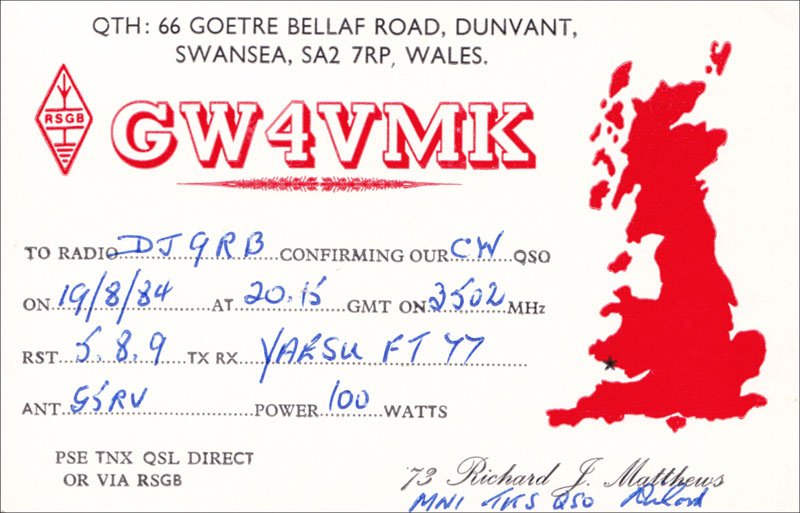 QTH: 66 GOETRE BELLAF ROAD, DUNVANT,
SWANSEA, SA2 7RP, WALES.
RSGB
GW4VMK
TO RADIO DJ9RB CONFIRMING OUR CW QSO
ON 19/8/84 AT 20.15 GMT ON 3502 MHz
RST 5.8.9 TX RX YAESU FT 77
ANT G5RV POWER 100 WATTS
PSE TNX QSL DIRECT
OR VIA RSGB
73 Richard J. Matthews
MNI TKS QSO Richard